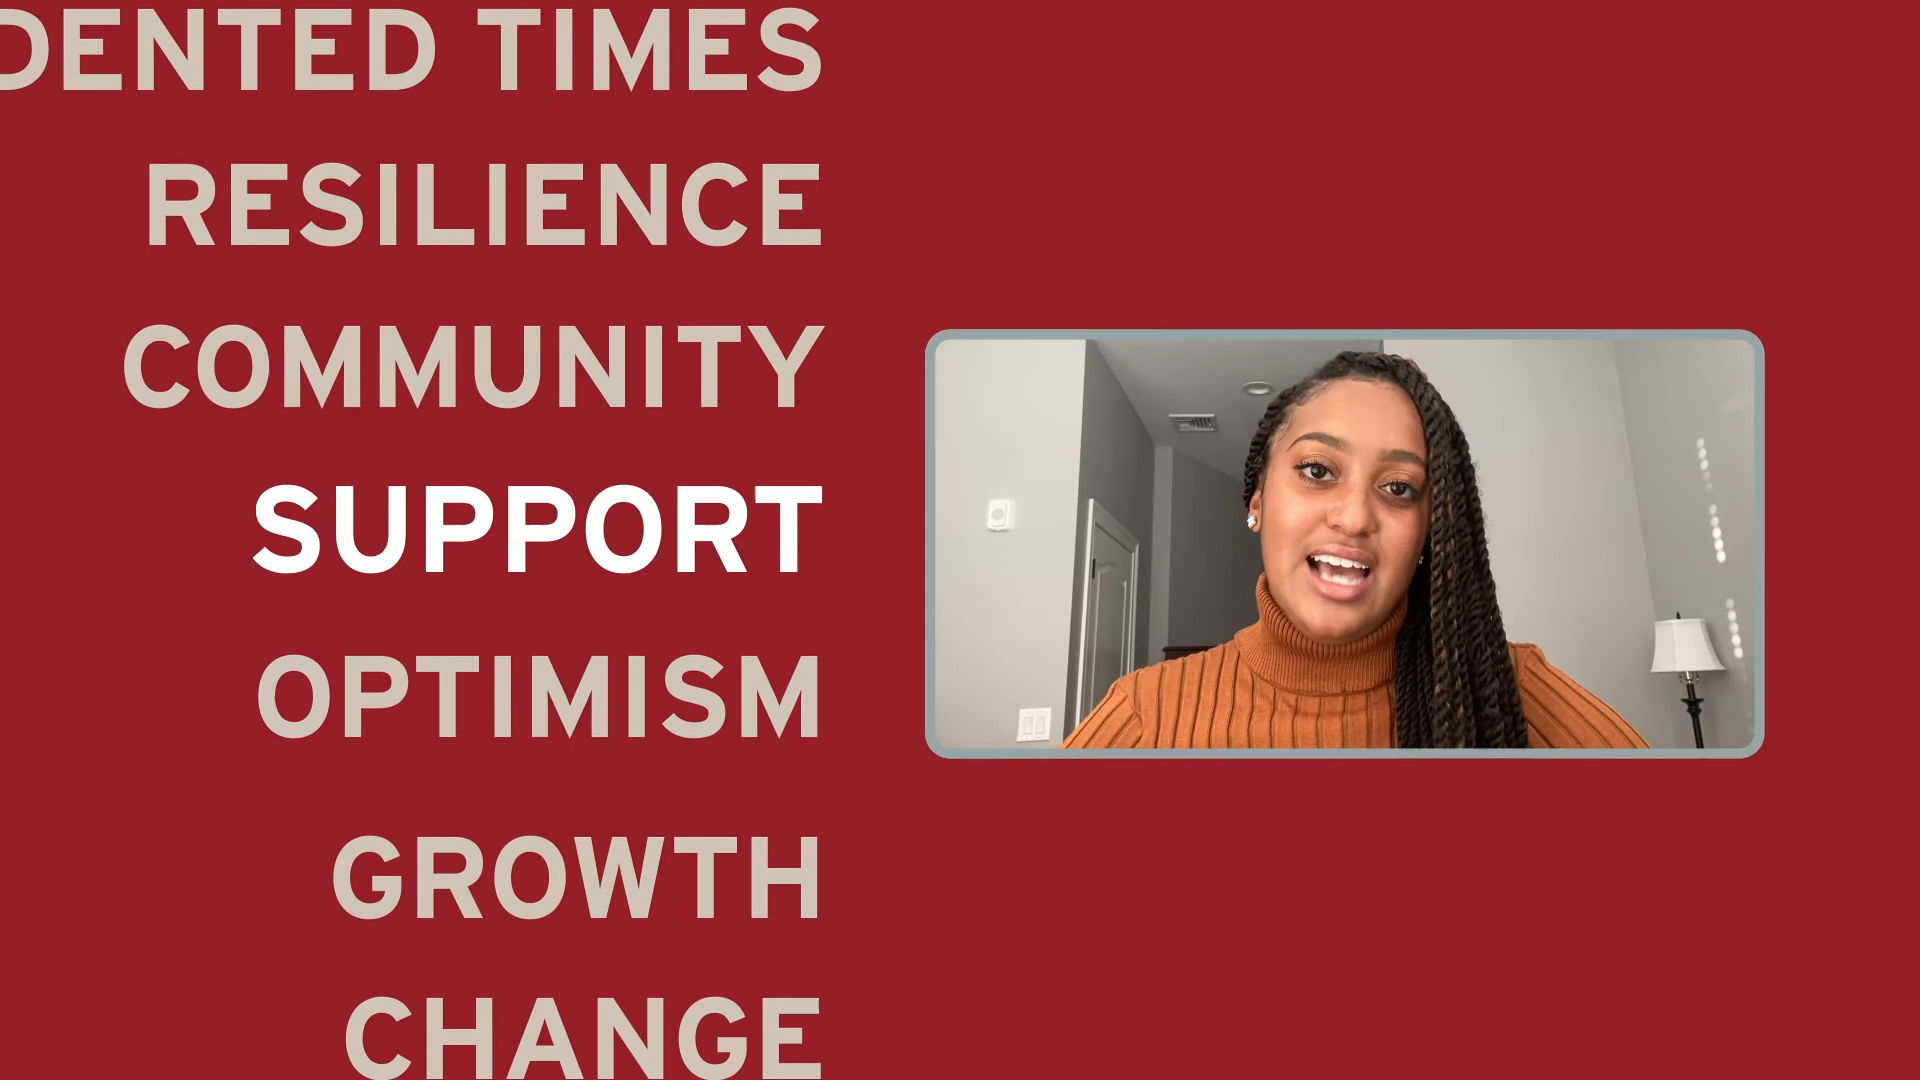 DENTED TIMES
RESILIENCE
COMMUNITY
SUPPORT
OPTIMISM
GROWTH
CHANGE